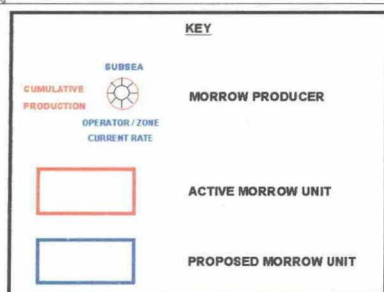 KEY
SUBSEA
CUMULATIVE
PRODUCTION
MORROW PRODUCER
OPERATOR / ZONE
CURRENT RATE
ACTIVE MORROW UNIT
PROPOSED MORROW UNIT